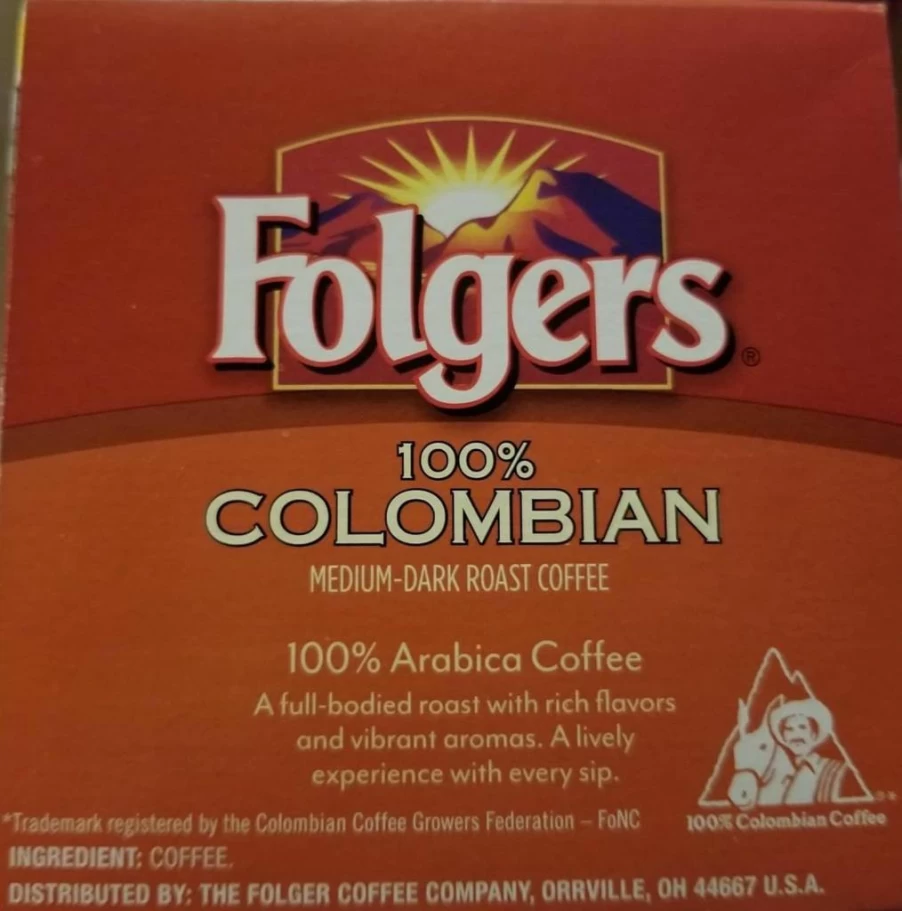 Folgers®
100%
COLOMBIAN
MEDIUM-DARK ROAST COFFEE
100% Arabica Coffee
A full-bodied roast with rich flavors
and vibrant aromas. A lively
experience with every sip.
*Trademark registered by the Colombian Coffee Growers Federation – FoNC
100% Colombian Coffee
INGREDIENT: COFFEE.
DISTRIBUTED BY: THE FOLGER COFFEE COMPANY, ORRVILLE, OH 44667 U.S.A.